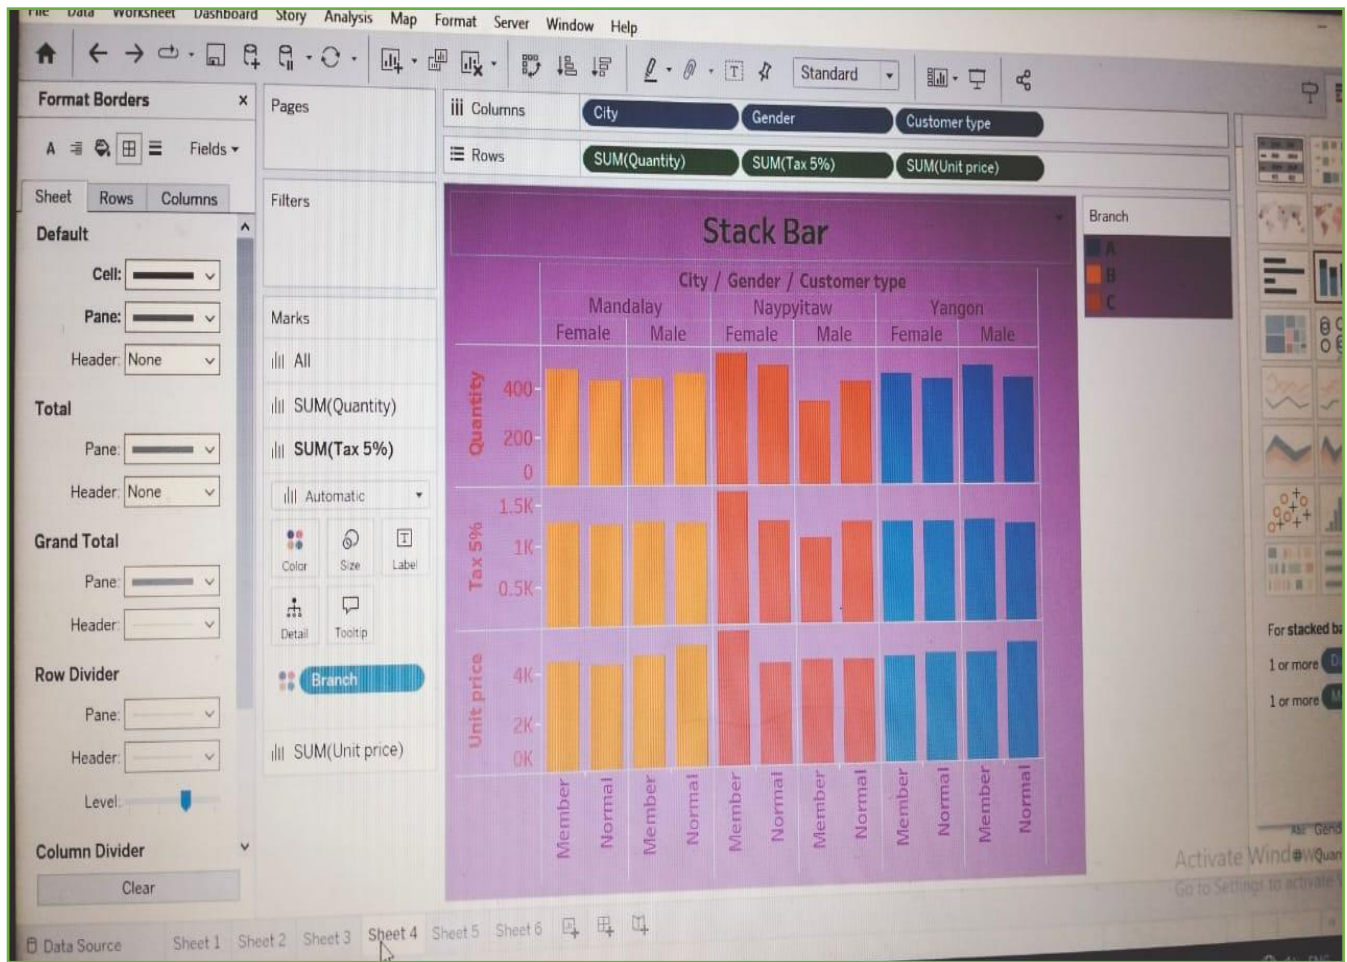 File Data Worksheet Dashboard Story Analysis Map Format Server Window Help
Standard
Format Borders
Fields
Sheet Rows Columns
Default
Cell:
Pane:
Header: None
Total
Pane:
Header: None
Grand Total
Pane:
Header:
Row Divider
Pane:
Header:
Level:
Column Divider
Clear
Pages
Filters
Marks
All
SUM(Quantity)
SUM(Tax 5%)
Automatic
Color Size Label
Detail Tooltip
Branch
SUM(Unit price)
Columns City Gender Customer type
Rows SUM(Quantity) SUM(Tax 5%) SUM(Unit price)
Stack Bar
City / Gender / Customer type
Mandalay Naypyitaw Yangon
Female Male Female Male Female Male
Quantity
400
200
0
Tax 5%
1.5K
1K
0.5K
Unit price
4K
2K
0K
Member Normal Member Normal Member Normal Member Normal Member Normal Member Normal
Branch
A
B
C
For stacked
1 or more
1 or more
Abc
Activate Windows
Go to Settings to activate
Data Source Sheet 1 Sheet 2 Sheet 3 Sheet 4 Sheet 5 Sheet 6
ENG